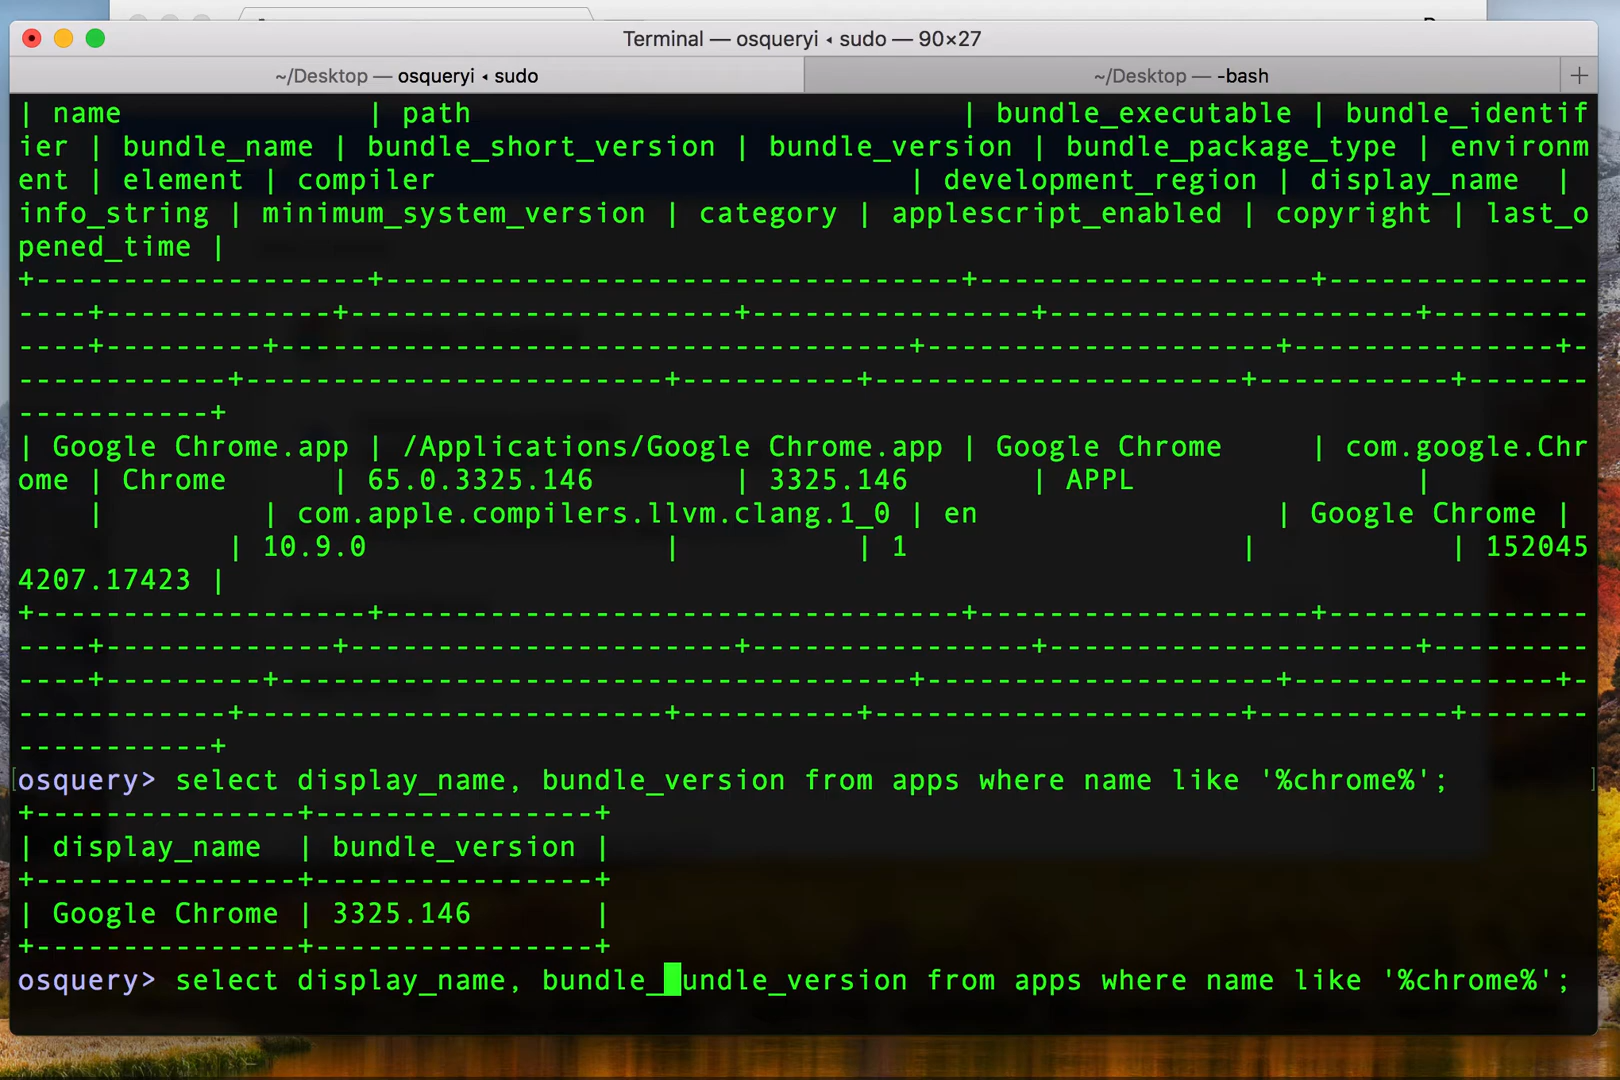 Terminal — osqueryi ◂ sudo — 90×27
~/Desktop — osqueryi ◂ sudo
~/Desktop — -bash
| name              | path                             | bundle_executable | bundle_identif
ier | bundle_name | bundle_short_version | bundle_version | bundle_package_type | environm
ent | element | compiler                            | development_region | display_name  |
info_string | minimum_system_version | category | applescript_enabled | copyright | last_o
pened_time |
+-------------------+---------------------------------+-------------------+---------------
----+-------------+----------------------+----------------+---------------------+---------
----+---------+------------------------------------+--------------------+---------------+-
------------+------------------------+----------+---------------------+-----------+-------
-----------+
| Google Chrome.app | /Applications/Google Chrome.app | Google Chrome     | com.google.Chr
ome | Chrome      | 65.0.3325.146        | 3325.146       | APPL                |
    |         | com.apple.compilers.llvm.clang.1_0 | en                 | Google Chrome |
            | 10.9.0                 |          | 1                   |           | 152045
4207.17423 |
+-------------------+---------------------------------+-------------------+---------------
----+-------------+----------------------+----------------+---------------------+---------
----+---------+------------------------------------+--------------------+---------------+-
------------+------------------------+----------+---------------------+-----------+-------
-----------+
osquery> select display_name, bundle_version from apps where name like '%chrome%';
+---------------+----------------+
| display_name  | bundle_version |
+---------------+----------------+
| Google Chrome | 3325.146       |
+---------------+----------------+
osquery> select display_name, bundle_undle_version from apps where name like '%chrome%';